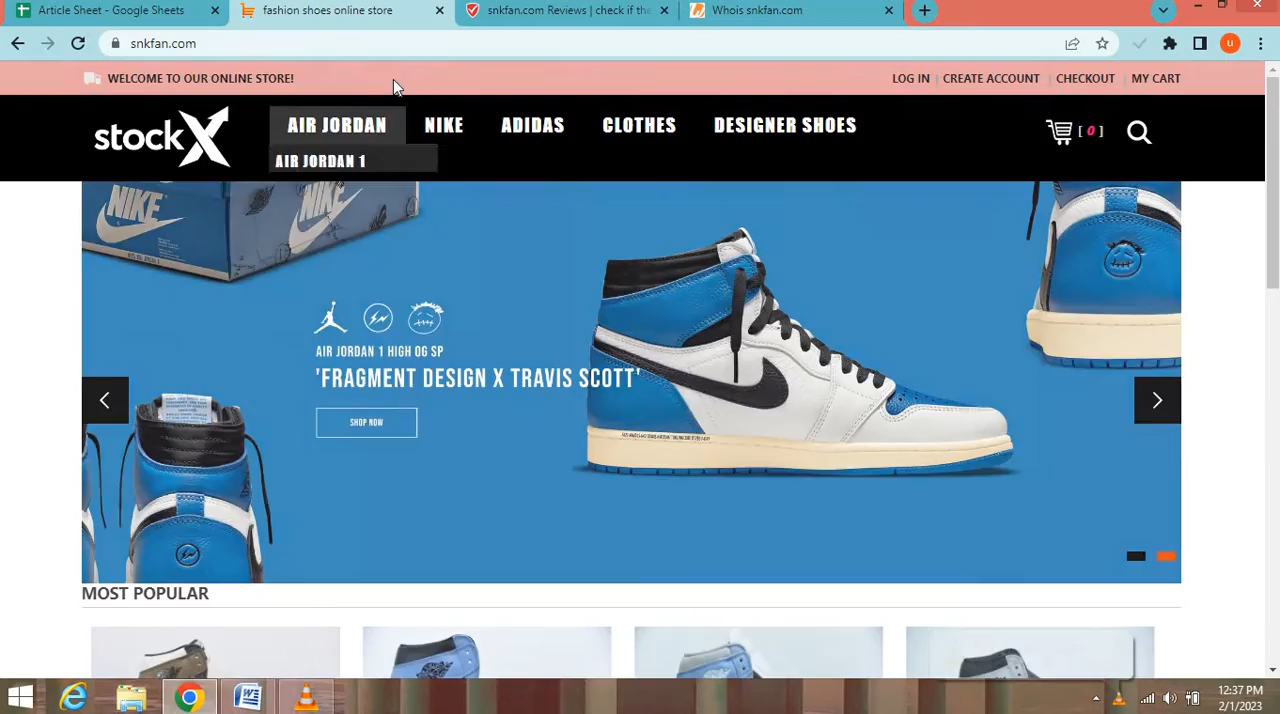 Article Sheet - Google Sheets
fashion shoes online store
snkfan.com Reviews | check if the
Whois snkfan.com
snkfan.com
u
WELCOME TO OUR ONLINE STORE!
LOG IN | CREATE ACCOUNT | CHECKOUT | MY CART
stockX
AIR JORDAN
NIKE
ADIDAS
CLOTHES
DESIGNER SHOES
[ 0 ]
AIR JORDAN 1
NIKE
NIKE
AIR JORDAN 1 HIGH OG SP
'FRAGMENT DESIGN X TRAVIS SCOTT'
SHOP NOW
MOST POPULAR
12:37 PM
2/1/2023